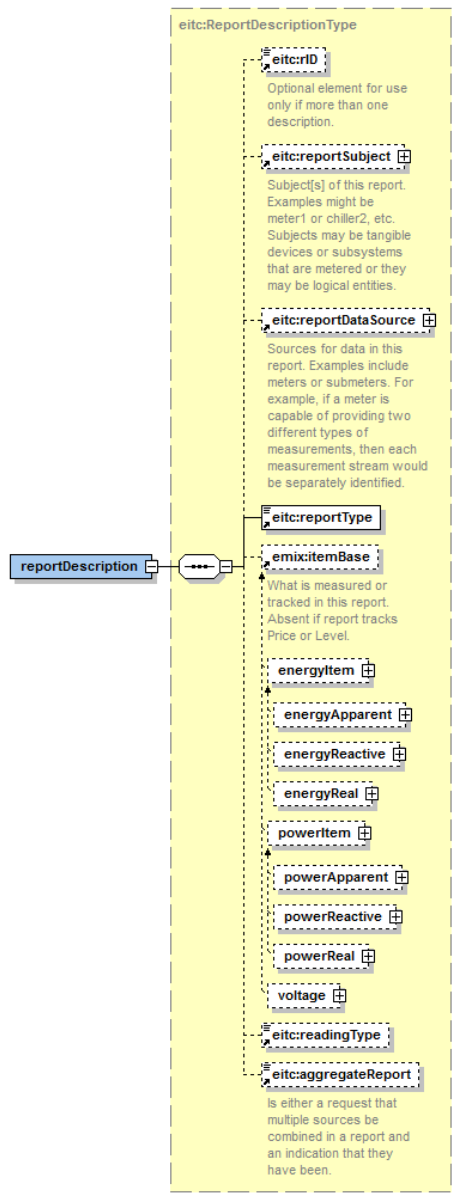 eitc:ReportDescriptionType
eitc:rID
Optional element for use
only if more than one
description.
eitc:reportSubject
Subject[s] of this report.
Examples might be
meter1 or chiller2, etc.
Subjects may be tangible
devices or subsystems
that are metered or they
may be logical entities.
eitc:reportDataSource
Sources for data in this
report. Examples include
meters or submeters. For
example, if a meter is
capable of providing two
different types of
measurements, then each
measurement stream would
be separately identified.
eitc:reportType
reportDescription
emix:itemBase
What is measured or
tracked in this report.
Absent if report tracks
Price or Level.
energyItem
energyApparent
energyReactive
energyReal
powerItem
powerApparent
powerReactive
powerReal
voltage
eitc:readingType
eitc:aggregateReport
Is either a request that
multiple sources be
combined in a report and
an indication that they
have been.